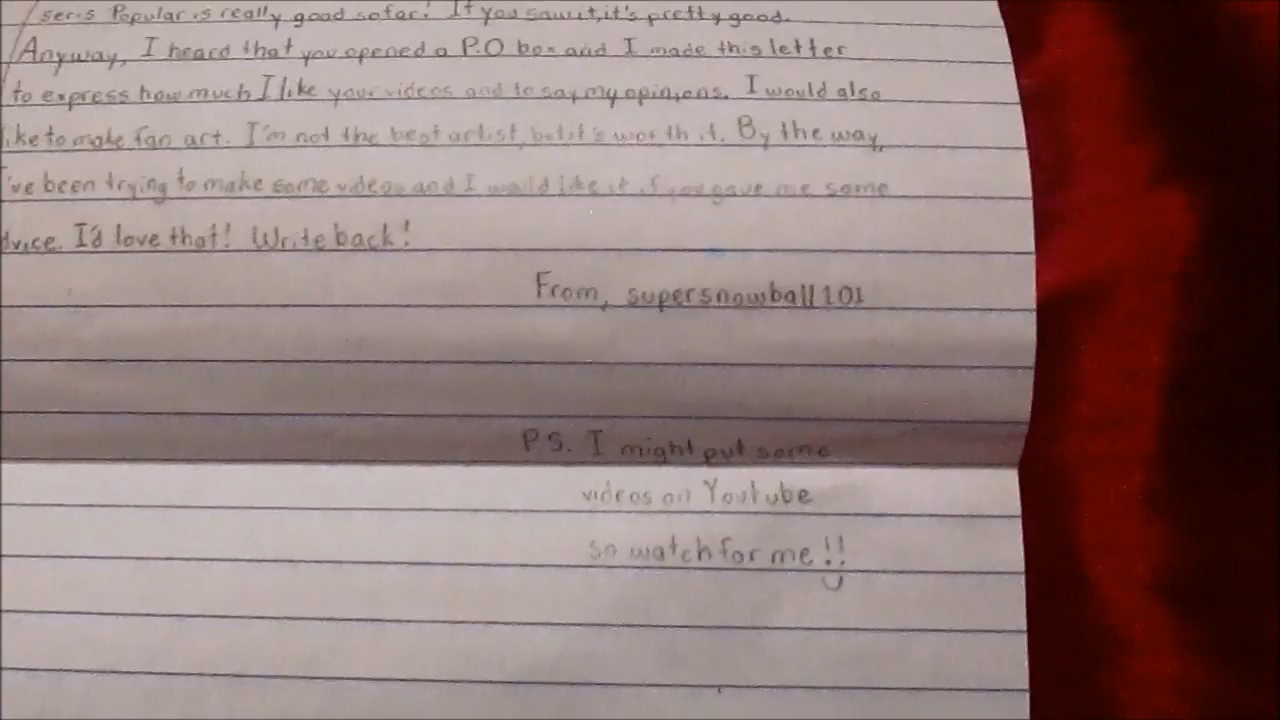 seris Popular is really good so far! If you saw it, it's pretty good.
Anyway, I heard that you opened a P.O box and I made this letter
to express how much I like your videos and to say my opinions. I would also
like to make fan art. I'm not the best artist, but it's worth it. By the way,
I've been trying to make some videos and I would like it if you gave me some
dvice. I'd love that! Write back!
From, supersnowball101
PS. I might put some
videos on Youtube
so watch for me!!